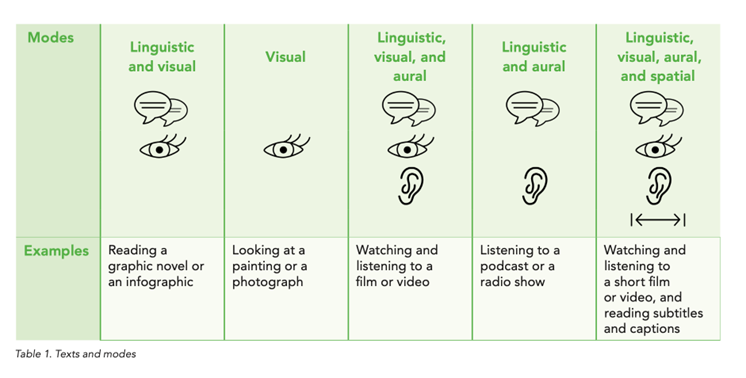 Modes
Linguistic
and visual
Visual
Linguistic,
visual, and
aural
Linguistic
and aural
Linguistic,
visual, aural,
and spatial
Examples
Reading a
graphic novel or
an infographic
Looking at a
painting or a
photograph
Watching and
listening to a
film or video
Listening to a
podcast or a
radio show
Watching and
listening to
a short film
or video, and
reading subtitles
and captions
Table 1. Texts and modes